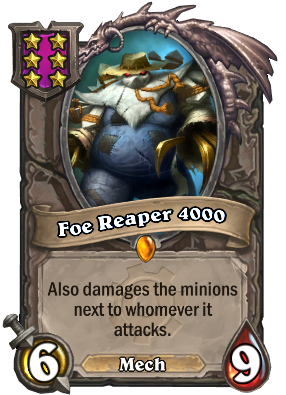 Foe Reaper 4000
Also damages the minions
next to whomever it
attacks.
6
Mech
9